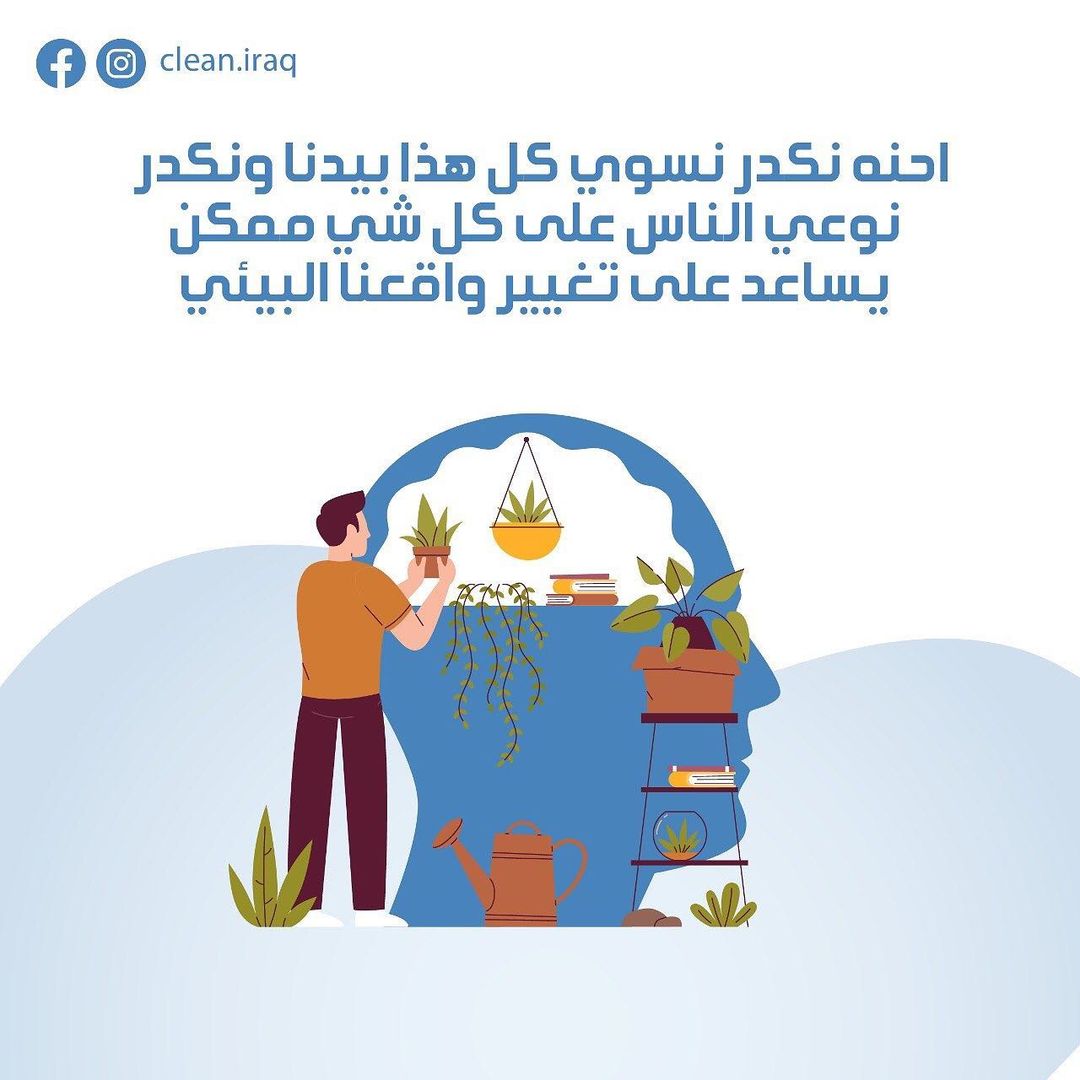 clean.iraq
احنه نكدر نسوي كل هذا بيدنا ونكدر
نوعي الناس على كل شي ممكن
يساعد على تغيير واقعنا البيئي